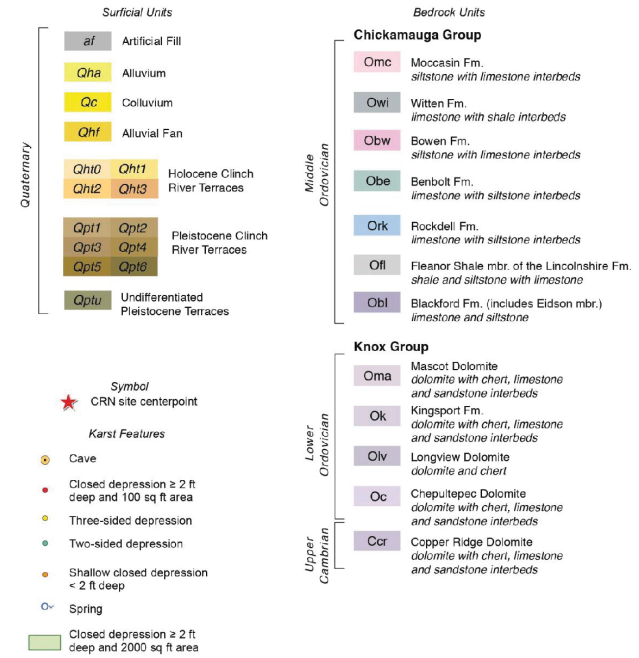 Surficial Units
Quaternary
af Artificial Fill
Qha Alluvium
Qc Colluvium
Qhf Alluvial Fan
Qht0 Qht1
Qht2 Qht3
Holocene Clinch
River Terraces
Qpt1 Qpt2
Qpt3 Qpt4
Qpt5 Qpt6
Pleistocene Clinch
River Terraces
Qptu Undifferentiated
Pleistocene Terraces
Symbol
CRN site centerpoint
Karst Features
Cave
Closed depression ≥ 2 ft
deep and 100 sq ft area
Three-sided depression
Two-sided depression
Shallow closed depression
< 2 ft deep
Spring
Closed depression ≥ 2 ft
deep and 2000 sq ft area
Bedrock Units
Chickamauga Group
Middle
Ordovician
Omc Moccasin Fm.
siltstone with limestone interbeds
Owi Witten Fm.
limestone with shale interbeds
Obw Bowen Fm.
siltstone with limestone interbeds
Obe Benbolt Fm.
limestone with siltstone interbeds
Ork Rockdell Fm.
limestone with siltstone interbeds
Ofl Fleanor Shale mbr. of the Lincolnshire Fm.
shale and siltstone with limestone
Obl Blackford Fm. (includes Eidson mbr.)
limestone and siltstone
Knox Group
Lower
Ordovician
Oma Mascot Dolomite
dolomite with chert, limestone
and sandstone interbeds
Ok Kingsport Fm.
dolomite with chert, limestone
and sandstone interbeds
Olv Longview Dolomite
dolomite and chert
Oc Chepultepec Dolomite
dolomite with chert, limestone
and sandstone interbeds
Upper
Cambrian
Ccr Copper Ridge Dolomite
dolomite with chert, limestone
and sandstone interbeds